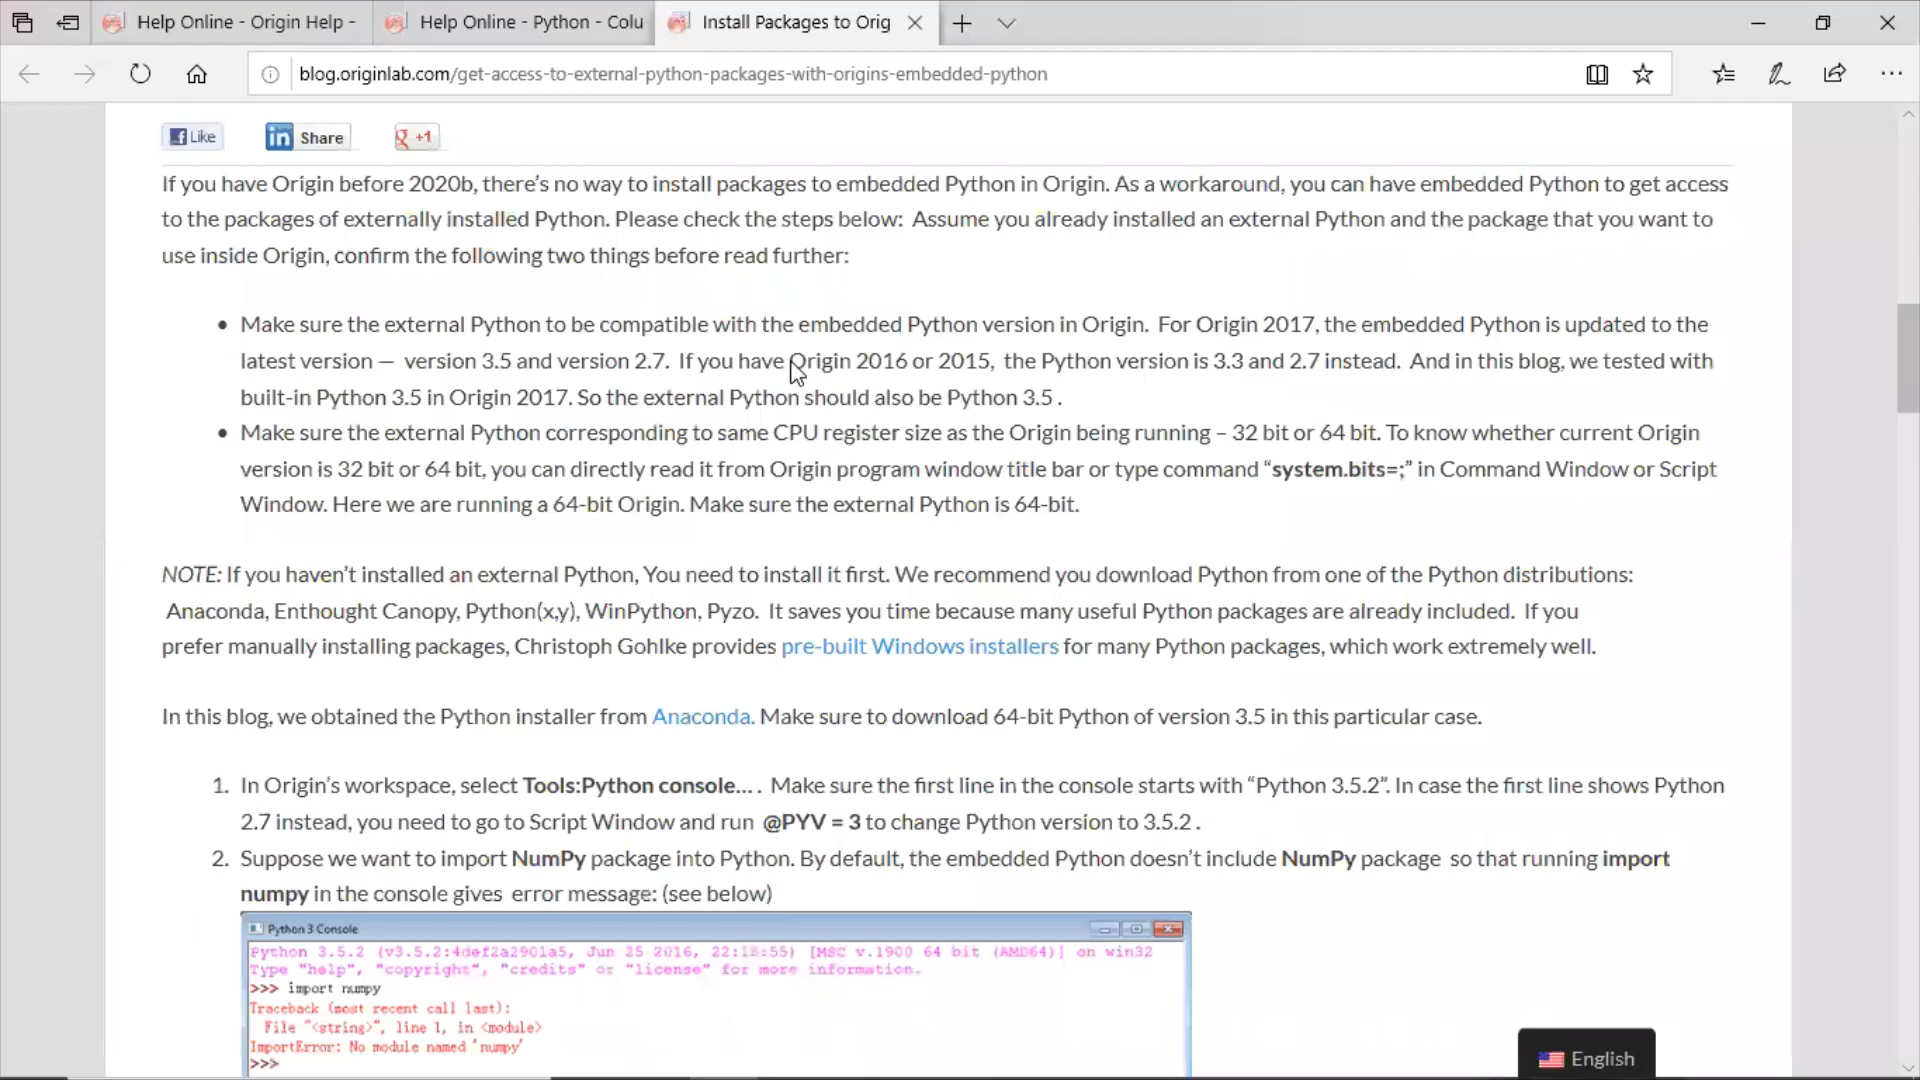 Help Online - Origin Help -
Help Online - Python - Colu
Install Packages to Orig
blog.originlab.com/get-access-to-external-python-packages-with-origins-embedded-python
Like
in Share
g +1
If you have Origin before 2020b, there's no way to install packages to embedded Python in Origin. As a workaround, you can have embedded Python to get access
to the packages of externally installed Python. Please check the steps below: Assume you already installed an external Python and the package that you want to
use inside Origin, confirm the following two things before read further:
• Make sure the external Python to be compatible with the embedded Python version in Origin. For Origin 2017, the embedded Python is updated to the
latest version — version 3.5 and version 2.7. If you have Origin 2016 or 2015, the Python version is 3.3 and 2.7 instead. And in this blog, we tested with
built-in Python 3.5 in Origin 2017. So the external Python should also be Python 3.5 .
• Make sure the external Python corresponding to same CPU register size as the Origin being running – 32 bit or 64 bit. To know whether current Origin
version is 32 bit or 64 bit, you can directly read it from Origin program window title bar or type command “system.bits=;” in Command Window or Script
Window. Here we are running a 64-bit Origin. Make sure the external Python is 64-bit.
NOTE: If you haven't installed an external Python, You need to install it first. We recommend you download Python from one of the Python distributions:
Anaconda, Enthought Canopy, Python(x,y), WinPython, Pyzo. It saves you time because many useful Python packages are already included. If you
prefer manually installing packages, Christoph Gohlke provides pre-built Windows installers for many Python packages, which work extremely well.
In this blog, we obtained the Python installer from Anaconda. Make sure to download 64-bit Python of version 3.5 in this particular case.
1. In Origin's workspace, select Tools:Python console... . Make sure the first line in the console starts with “Python 3.5.2”. In case the first line shows Python
2.7 instead, you need to go to Script Window and run @PYV = 3 to change Python version to 3.5.2 .
2. Suppose we want to import NumPy package into Python. By default, the embedded Python doesn't include NumPy package so that running import
numpy in the console gives error message: (see below)
Python 3 Console
Python 3.5.2 (v3.5.2:4def2a2901a5, Jun 25 2016, 22:18:55) [MSC v.1900 64 bit (AMD64)] on win32
Type "help", "copyright", "credits" or "license" for more information.
>>> import numpy
Traceback (most recent call last):
File "<string>", line 1, in <module>
ImportError: No module named 'numpy'
>>>
English